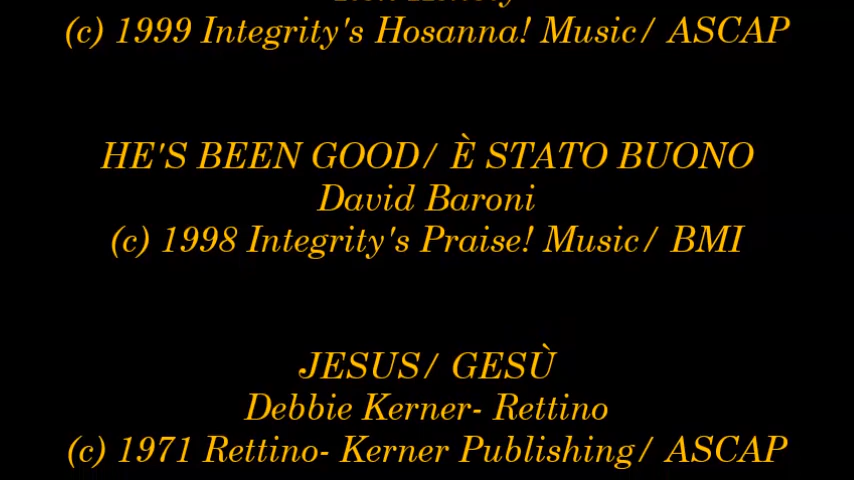 (c) 1999 Integrity's Hosanna! Music/ ASCAP
HE'S BEEN GOOD/ È STATO BUONO
David Baroni
(c) 1998 Integrity's Praise! Music/ BMI
JESUS/ GESÙ
Debbie Kerner- Rettino
(c) 1971 Rettino- Kerner Publishing/ ASCAP